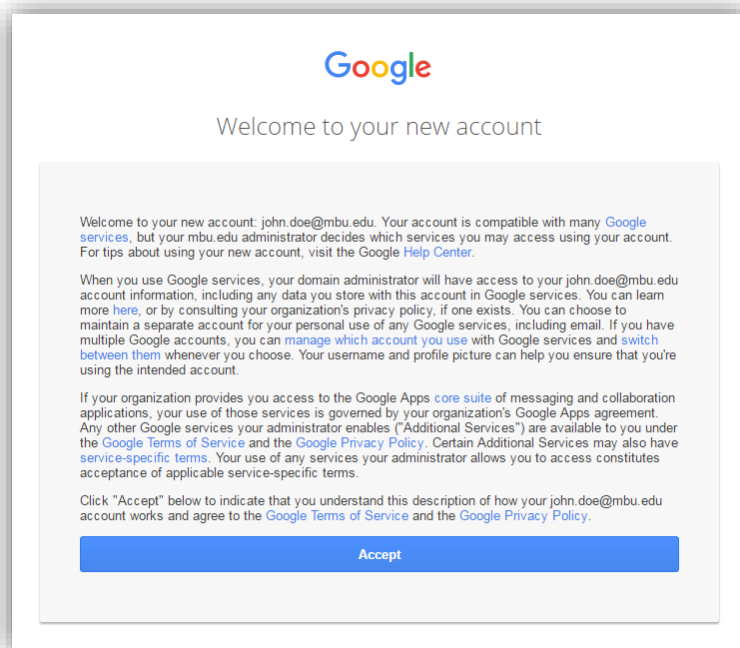 Google
Welcome to your new account
Welcome to your new account: john.doe@mbu.edu. Your account is compatible with many Google
services, but your mbu.edu administrator decides which services you may access using your account.
For tips about using your new account, visit the Google Help Center.
When you use Google services, your domain administrator will have access to your john.doe@mbu.edu
account information, including any data you store with this account in Google services. You can learn
more here, or by consulting your organization's privacy policy, if one exists. You can choose to
maintain a separate account for your personal use of any Google services, including email. If you have
multiple Google accounts, you can manage which account you use with Google services and switch
between them whenever you choose. Your username and profile picture can help you ensure that you're
using the intended account.
If your organization provides you access to the Google Apps core suite of messaging and collaboration
applications, your use of those services is governed by your organization's Google Apps agreement.
Any other Google services your administrator enables ("Additional Services") are available to you under
the Google Terms of Service and the Google Privacy Policy. Certain Additional Services may also have
service-specific terms. Your use of any services your administrator allows you to access constitutes
acceptance of applicable service-specific terms.
Click "Accept" below to indicate that you understand this description of how your john.doe@mbu.edu
account works and agree to the Google Terms of Service and the Google Privacy Policy.
Accept